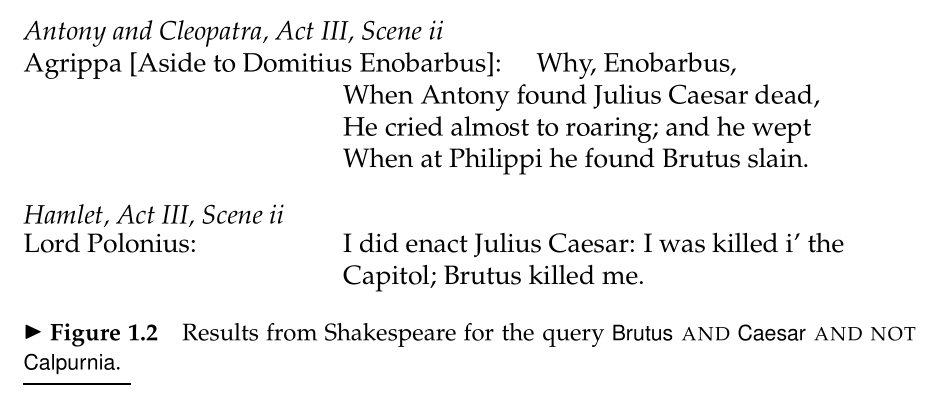 Antony and Cleopatra, Act III, Scene ii
Agrippa [Aside to Domitius Enobarbus]: Why, Enobarbus,
When Antony found Julius Caesar dead,
He cried almost to roaring; and he wept
When at Philippi he found Brutus slain.
Hamlet, Act III, Scene ii
Lord Polonius: I did enact Julius Caesar: I was killed i’ the
Capitol; Brutus killed me.
► Figure 1.2 Results from Shakespeare for the query Brutus AND Caesar AND NOT
Calpurnia.